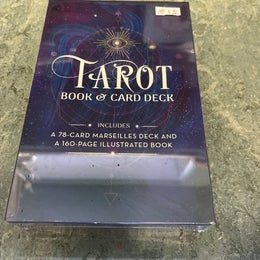 TAROT
BOOK & CARD DECK
INCLUDES
A 78-CARD MARSEILLES DECK AND
A 160-PAGE ILLUSTRATED BOOK